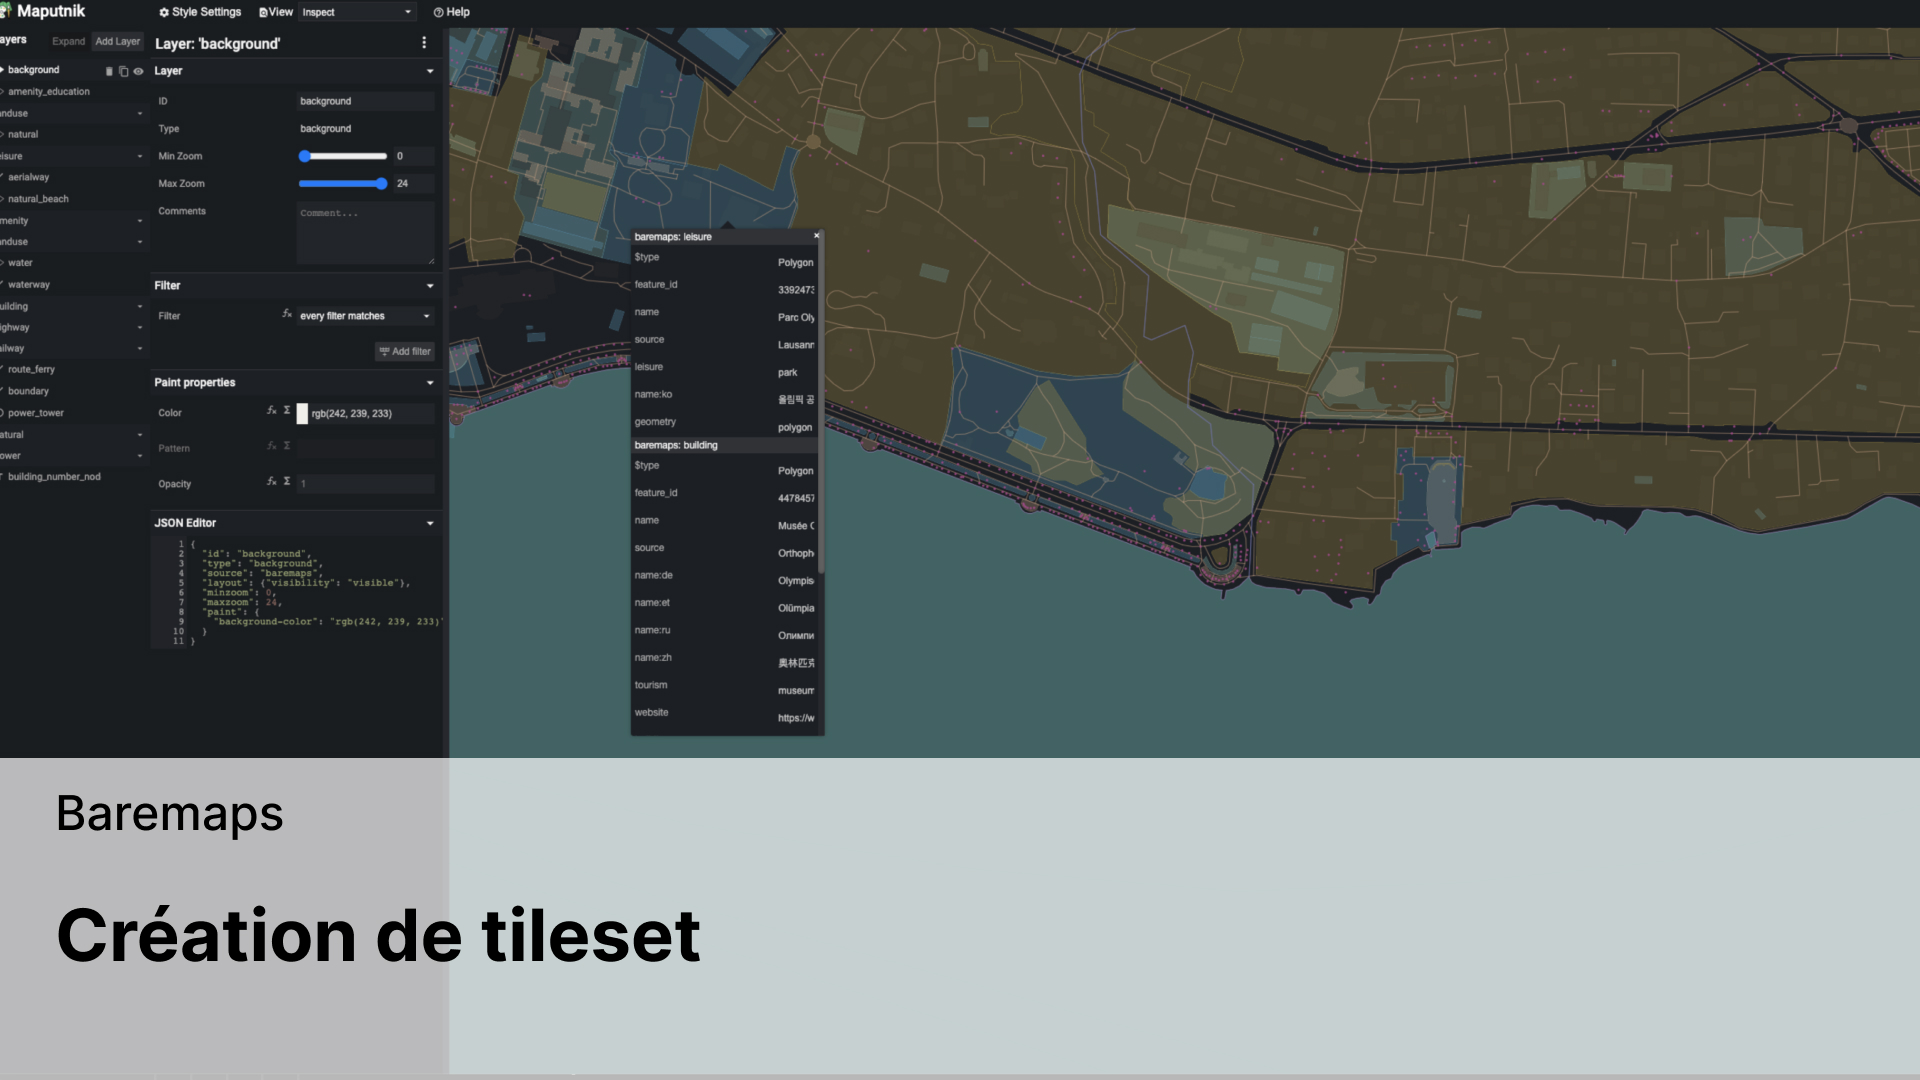 Maputnik
Style Settings
View
Inspect
Help
ayers
Expand
Add Layer
background
amenity_education
anduse
natural
eisure
aerialway
natural_beach
menity
anduse
water
waterway
uilding
ighway
ailway
route_ferry
boundary
power_tower
atural
ower
building_number_nod
Layer: 'background'
Layer
ID
background
Type
background
Min Zoom
0
Max Zoom
24
Comments
Comment...
Filter
Filter
every filter matches
Add filter
Paint properties
Color
rgb(242, 239, 233)
Pattern
Opacity
1
JSON Editor
1 {
2 "id": "background",
3 "type": "background",
4 "source": "baremaps",
5 "layout": {"visibility": "visible"},
6 "minzoom": 0,
7 "maxzoom": 24,
8 "paint": {
9 "background-color": "rgb(242, 239, 233)"
10 }
11 }
baremaps: leisure
×
$type
Polygon
feature_id
3392473
name
Parc Oly
source
Lausann
leisure
park
name:ko
올림픽 공
geometry
polygon
baremaps: building
$type
Polygon
feature_id
4478457
name
Musée O
source
Orthoph
name:de
Olympis
name:et
Olümpia
name:ru
Олимпи
name:zh
奧林匹克
tourism
museum
website
https://w
Baremaps
Création de tileset